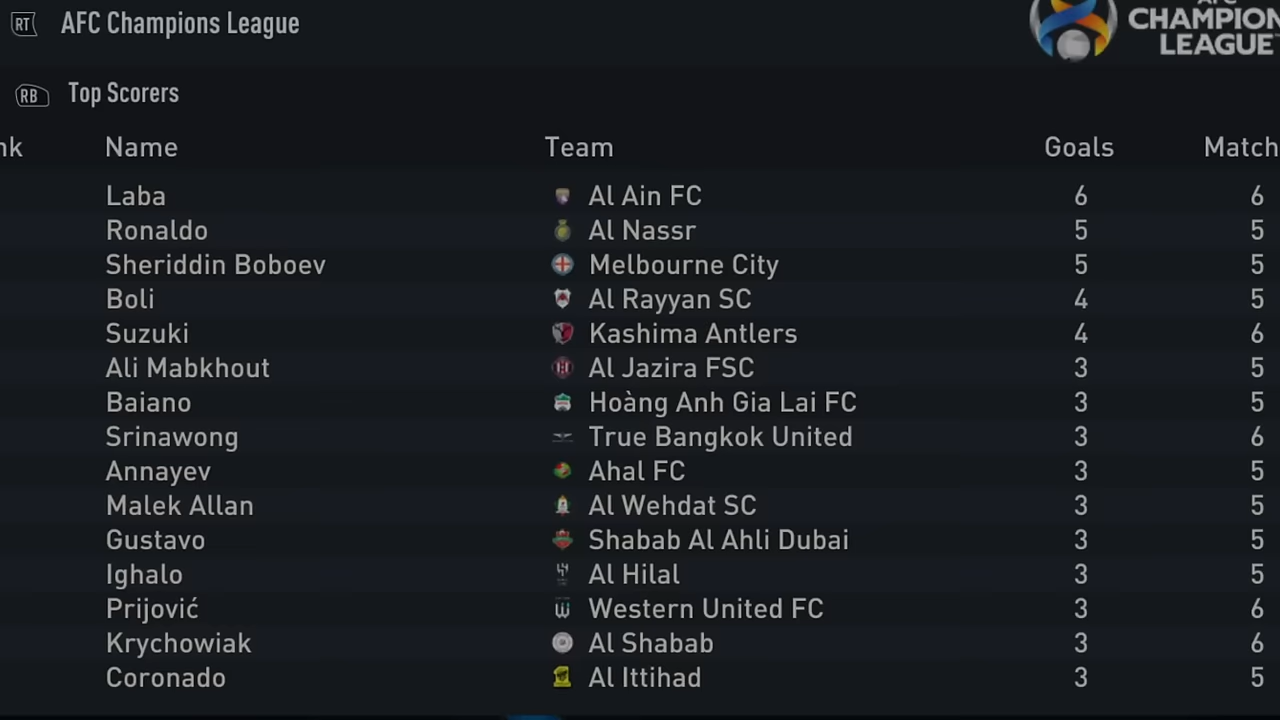 RT AFC Champions League
AFC
CHAMPION
LEAGUE
RB Top Scorers
nk Name Team Goals Match
Laba Al Ain FC 6 6
Ronaldo Al Nassr 5 5
Sheriddin Boboev Melbourne City 5 5
Boli Al Rayyan SC 4 5
Suzuki Kashima Antlers 4 6
Ali Mabkhout Al Jazira FSC 3 5
Baiano Hoàng Anh Gia Lai FC 3 5
Srinawong True Bangkok United 3 6
Annayev Ahal FC 3 5
Malek Allan Al Wehdat SC 3 5
Gustavo Shabab Al Ahli Dubai 3 5
Ighalo Al Hilal 3 5
Prijović Western United FC 3 6
Krychowiak Al Shabab 3 6
Coronado Al Ittihad 3 5